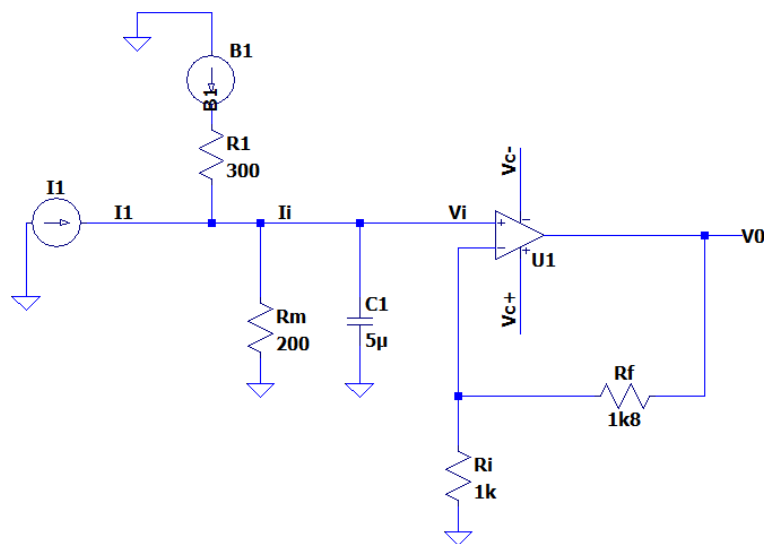 B1
B1
R1
300
I1
I1
Ii
Vi
Vc-
+
−
−
+
U1
V0
Vc+
Rm
200
C1
5µ
Rf
1k8
Ri
1k